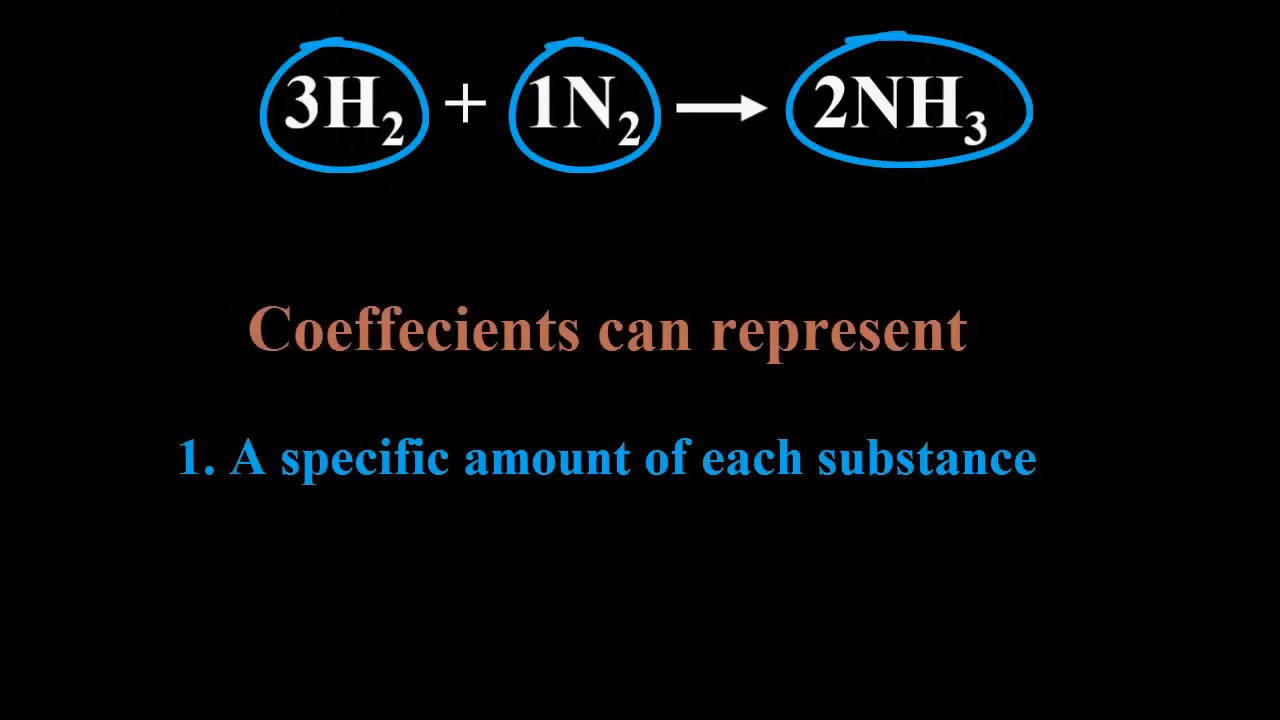 3H₂ + 1N₂ → 2NH₃
Coeffecients can represent
1. A specific amount of each substance